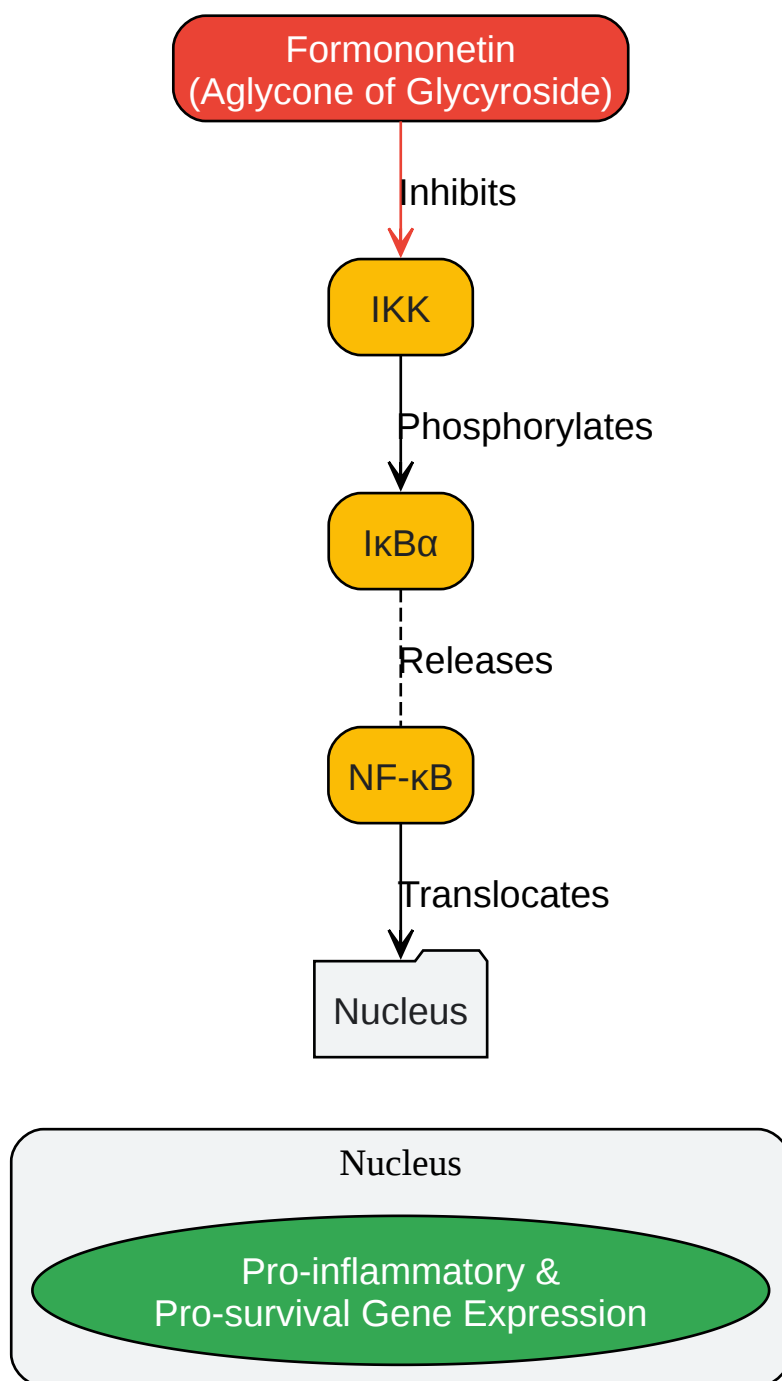 Formononetin
(Aglycone of Glycyroside)
Inhibits
IKK
Phosphorylates
IκBα
Releases
NF-κB
Translocates
Nucleus
Nucleus
Pro-inflammatory &
Pro-survival Gene Expression